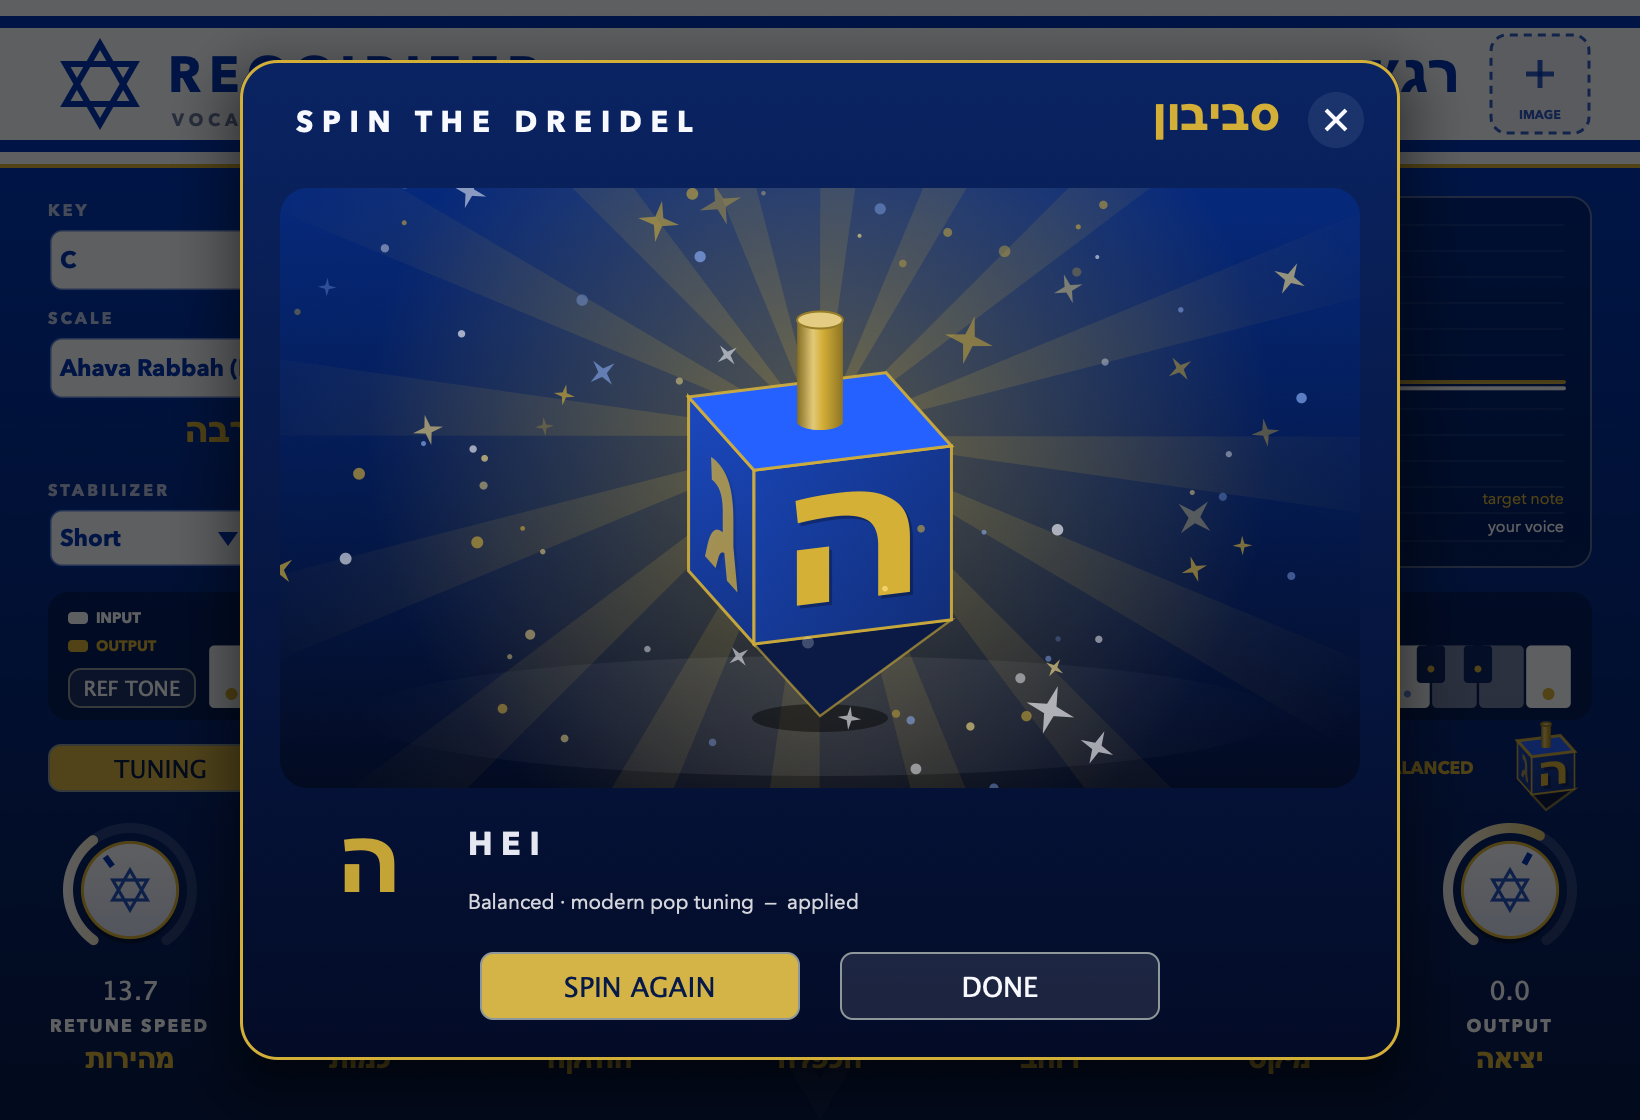 SPIN THE DREIDEL
סביבון
IMAGE
KEY
C
SCALE
Ahava Rabbah (
STABILIZER
Short
INPUT
OUTPUT
REF TONE
TUNING
ג
ה
target note
your voice
ה
ה
HEI
Balanced · modern pop tuning – applied
SPIN AGAIN
DONE
13.7
RETUNE SPEED
מהירות
0.0
OUTPUT
יציאה